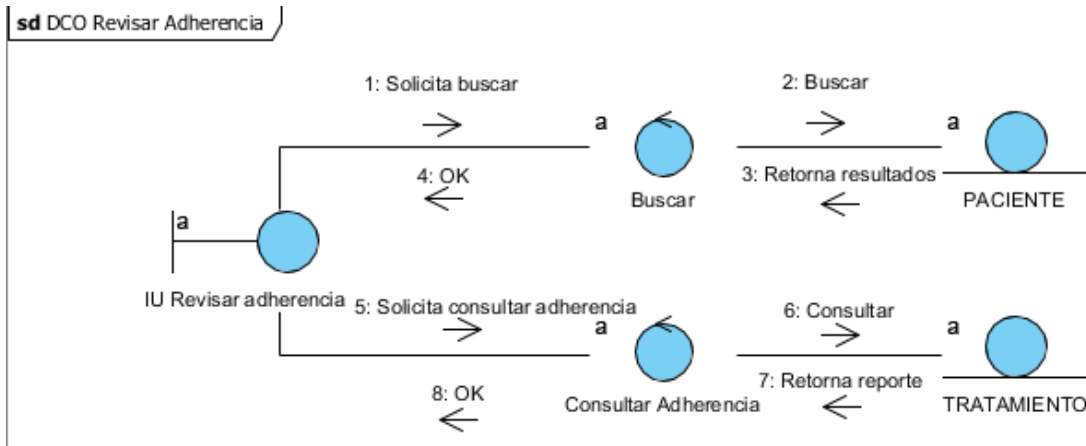 sd DCO Revisar Adherencia
1: Solicita buscar
2: Buscar
a
a
4: OK
3: Retorna resultados
Buscar
PACIENTE
a
IU Revisar adherencia
5: Solicita consultar adherencia
6: Consultar
a
a
8: OK
7: Retorna reporte
Consultar Adherencia
TRATAMIENTO